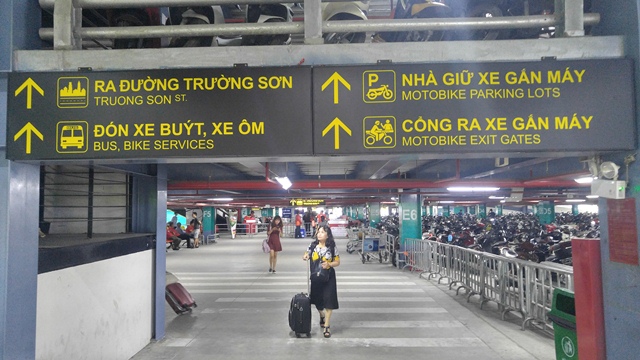 RA ĐƯỜNG TRƯỜNG SƠN
TRUONG SON ST.
ĐÓN XE BUÝT, XE ÔM
BUS, BIKE SERVICES
P
NHÀ GIỮ XE GẮN MÁY
MOTOBIKE PARKING LOTS
CỔNG RA XE GẮN MÁY
MOTOBIKE EXIT GATES
E6